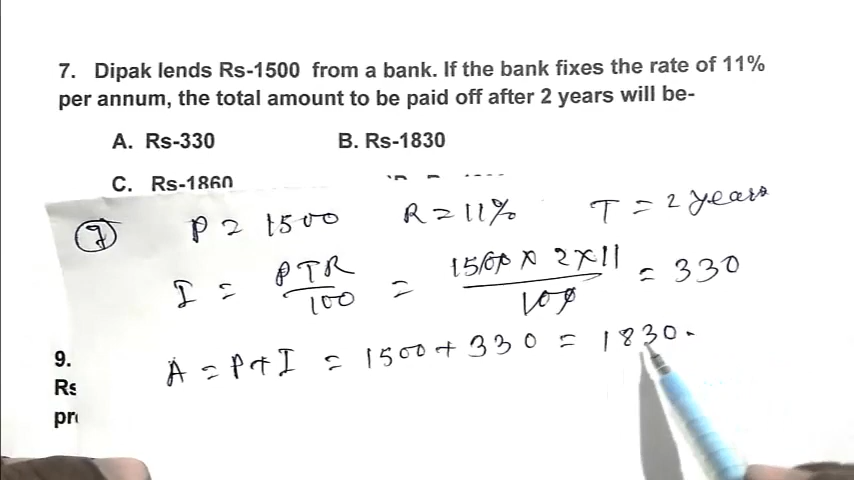 7. Dipak lends Rs-1500 from a bank. If the bank fixes the rate of 11%
per annum, the total amount to be paid off after 2 years will be-
A. Rs-330 B. Rs-1830
C. Rs-1860
7 P = 1500 R = 11% T = 2 years
I = PTR/100 = 1500 × 2 × 11/100 = 330
A = P+I = 1500 + 330 = 1830.
9.
Rs